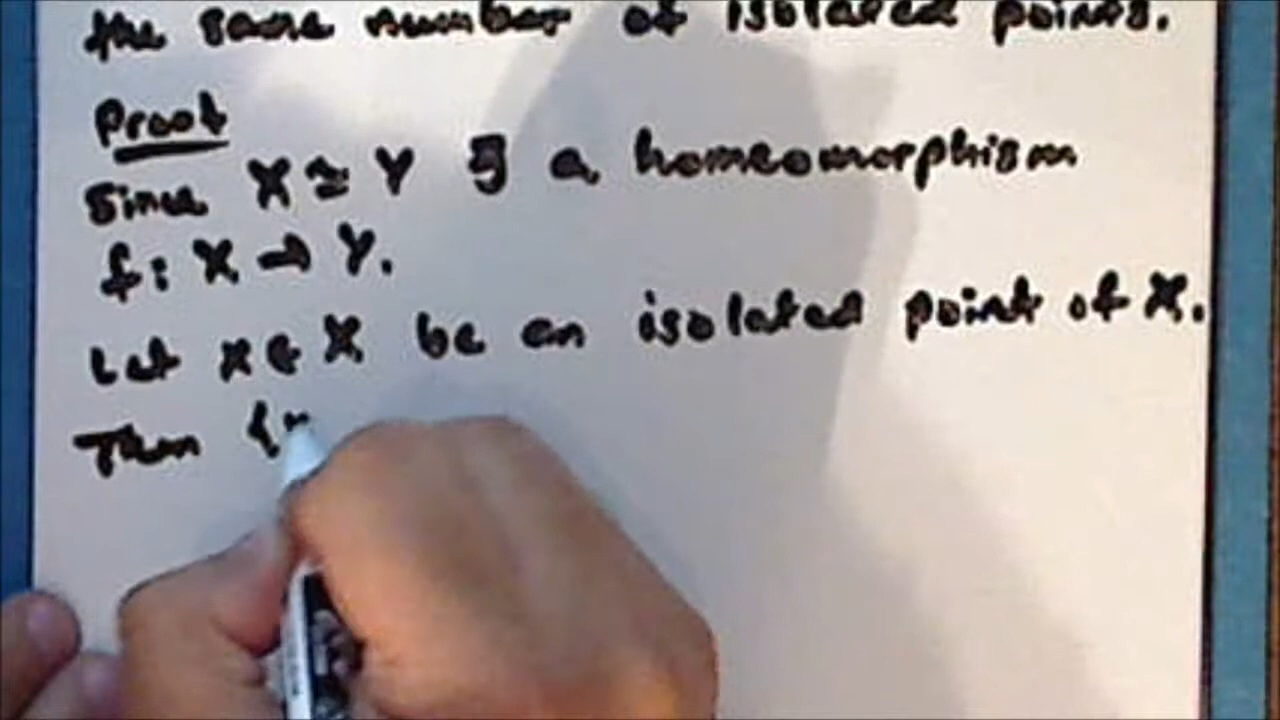 the same number of isolated points.
Proof
Since X ≅ Y ∃ a homeomorphism
f: X → Y.
Let x ∈ X be an isolated point of X.
Then {x